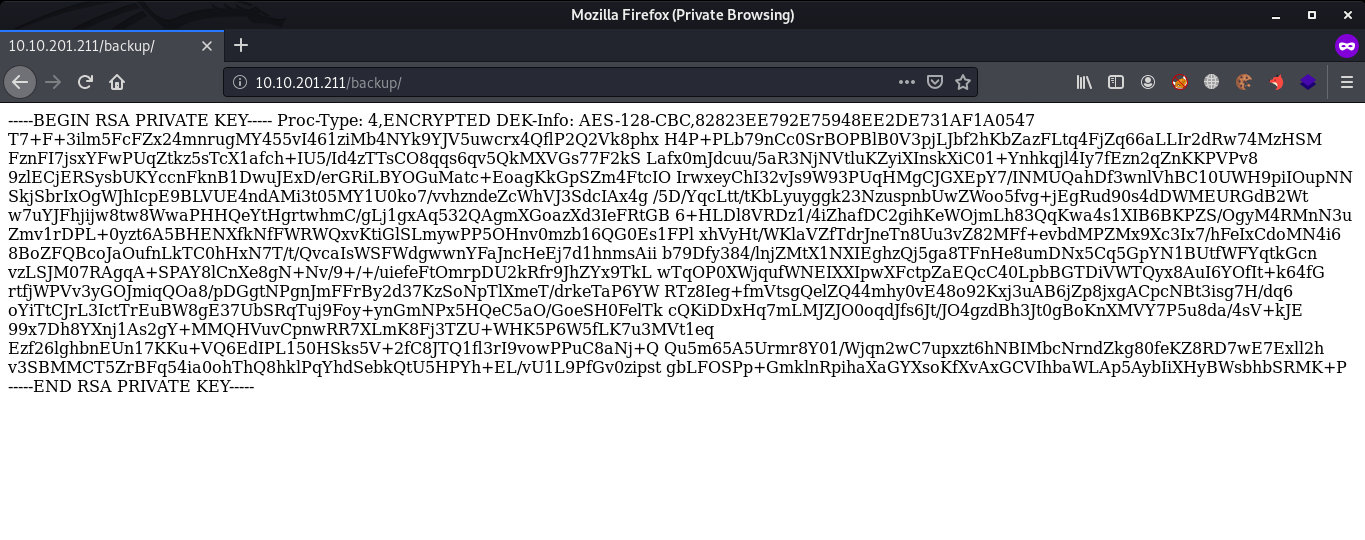 Mozilla Firefox (Private Browsing)
10.10.201.211/backup/
10.10.201.211/backup/
-----BEGIN RSA PRIVATE KEY----- Proc-Type: 4,ENCRYPTED DEK-Info: AES-128-CBC,82823EE792E75948EE2DE731AF1A0547
T7+F+3ilm5FcFZx24mnrugMY455vI461ziMb4NYk9YJV5uwcrx4QflP2Q2Vk8phx H4P+PLb79nCc0SrBOPBlB0V3pjLJbf2hKbZazFLtq4FjZq66aLLIr2dRw74MzHSM
FznFI7jsxYFwPUqZtkz5sTcX1afch+IU5/Id4zTTsCO8qqs6qv5QkMXVGs77F2kS Lafx0mJdcuu/5aR3NjNVtluKZyiXInskXiC01+Ynhkqjl4Iy7fEzn2qZnKKPVPv8
9zlECjERSysbUKYccnFknB1DwuJExD/erGRiLBYOGuMatc+EoagKkGpSZm4FtcIO IrwxeyChI32vJs9W93PUqHMgCJGXEpY7/INMUQahDf3wnlVhBC10UWH9piIOupNN
SkjSbrIxOgWJhIcpE9BLVUE4ndAMi3t05MY1U0ko7/vvhzndeZcWhVJ3SdcIAx4g /5D/YqcLtt/tKbLyuyggk23NzuspnbUwZWoo5fvg+jEgRud90s4dDWMEURGdB2Wt
w7uYJFhjijw8tw8WwaPHHQeYtHgrtwhmC/gLj1gxAq532QAgmXGoazXd3IeFRtGB 6+HLDl8VRDz1/4iZhafDC2gihKeWOjmLh83QqKwa4s1XIB6BKPZS/OgyM4RMnN3u
Zmv1rDPL+0yzt6A5BHENXfkNfFWRWQxvKtiGlSLmywPP5OHnv0mzb16QG0Es1FPl xhVyHt/WKlaVZfTdrJneTn8Uu3vZ82MFf+evbdMPZMx9Xc3Ix7/hFeIxCdoMN4i6
8BoZFQBcoJaOufnLkTC0hHxN7T/t/QvcaIsWSFWdgwwnYFaJncHeEj7d1hnmsAii b79Dfy384/lnjZMtX1NXIEghzQj5ga8TFnHe8umDNx5Cq5GpYN1BUtfWFYqtkGcn
vzLSJM07RAgqA+SPAY8lCnXe8gN+Nv/9+/+/uiefeFtOmrpDU2kRfr9JhZYx9TkL wTqOP0XWjqufWNEIXXIpwXFctpZaEQcC40LpbBGTDiVWTQyx8AuI6YOfIt+k64fG
rtfjWPVv3yGOJmiqQOa8/pDGgtNPgnJmFFrBy2d37KzSoNpTlXmeT/drkeTaP6YW RTz8Ieg+fmVtsgQelZQ44mhy0vE48o92Kxj3uAB6jZp8jxgACpcNBt3isg7H/dq6
oYiTtCJrL3IctTrEuBW8gE37UbSRqTuj9Foy+ynGmNPx5HQeC5aO/GoeSH0FelTk cQKiDDxHq7mLMJZJO0oqdJfs6Jt/JO4gzdBh3Jt0gBoKnXMVY7P5u8da/4sV+kJE
99x7Dh8YXnj1As2gY+MMQHVuvCpnwRR7XLmK8Fj3TZU+WHK5P6W5fLK7u3MVt1eq
Ezf26lghbnEUn17KKu+VQ6EdIPL150HSks5V+2fC8JTQ1fl3rI9vowPPuC8aNj+Q Qu5m65A5Urmr8Y01/Wjqn2wC7upxzt6hNBIMbcNrndZkg80feKZ8RD7wE7Exll2h
v3SBMMCT5ZrBFq54ia0ohThQ8hklPqYhdSebkQtU5HPYh+EL/vU1L9PfGv0zipst gbLFOSPp+GmklnRpihaXaGYXsoKfXvAxGCVIhbaWLAp5AybIiXHyBWsbhbSRMK+P
-----END RSA PRIVATE KEY-----